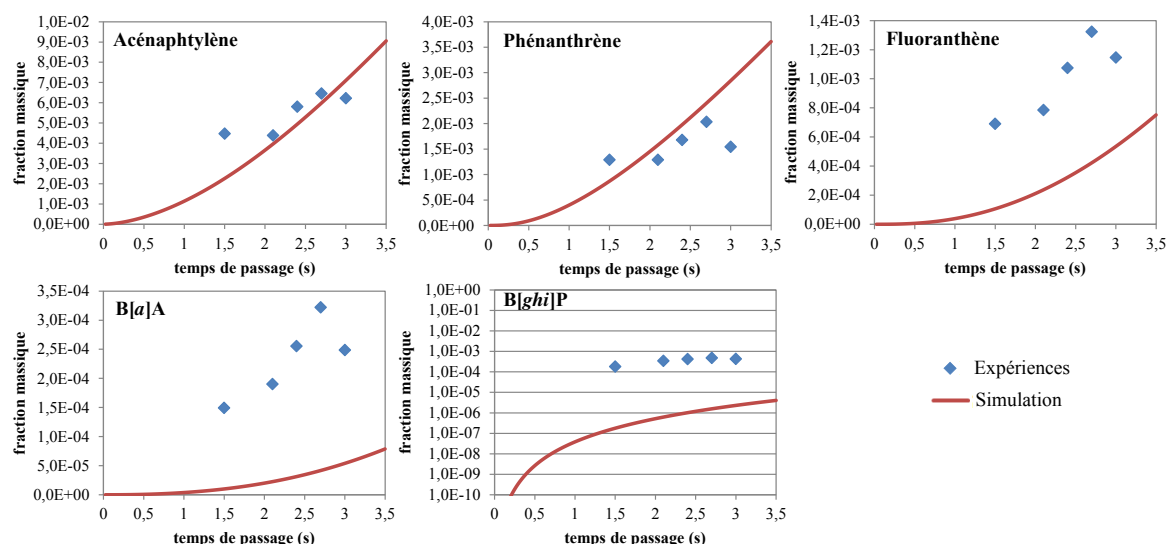 Acénaphtylène
fraction massique
1,0E-02
9,0E-03
8,0E-03
7,0E-03
6,0E-03
5,0E-03
4,0E-03
3,0E-03
2,0E-03
1,0E-03
0,0E+00
0 0,5 1 1,5 2 2,5 3 3,5
temps de passage (s)
Phénanthrène
fraction massique
4,0E-03
3,5E-03
3,0E-03
2,5E-03
2,0E-03
1,5E-03
1,0E-03
5,0E-04
0,0E+00
0 0,5 1 1,5 2 2,5 3 3,5
temps de passage (s)
Fluoranthène
fraction massique
1,4E-03
1,2E-03
1,0E-03
8,0E-04
6,0E-04
4,0E-04
2,0E-04
0,0E+00
0 0,5 1 1,5 2 2,5 3 3,5
temps de passage (s)
B[a]A
fraction massique
3,5E-04
3,0E-04
2,5E-04
2,0E-04
1,5E-04
1,0E-04
5,0E-05
0,0E+00
0 0,5 1 1,5 2 2,5 3 3,5
temps de passage (s)
B[ghi]P
fraction massique
1,0E+00
1,0E-01
1,0E-02
1,0E-03
1,0E-04
1,0E-05
1,0E-06
1,0E-07
1,0E-08
1,0E-09
1,0E-10
0 0,5 1 1,5 2 2,5 3 3,5
temps de passage (s)
Expériences
Simulation